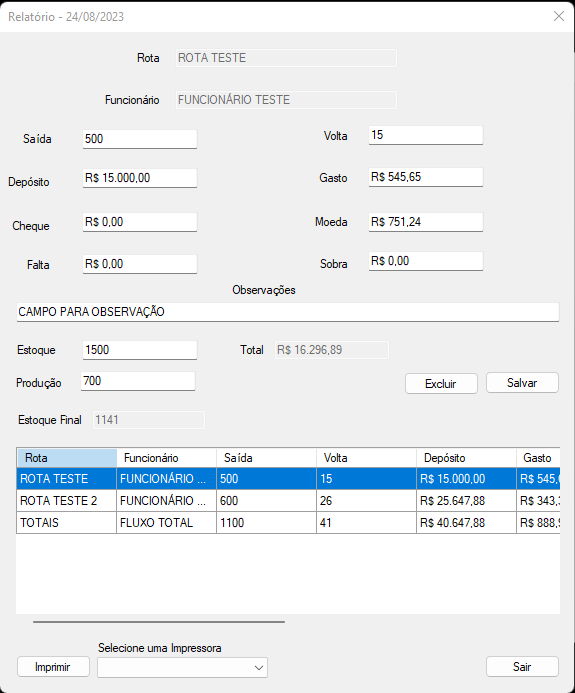 Relatório - 24/08/2023
Rota ROTA TESTE
Funcionário FUNCIONÁRIO TESTE
Saída 500 Volta 15
Depósito R$ 15.000,00 Gasto R$ 545,65
Cheque R$ 0,00 Moeda R$ 751,24
Falta R$ 0,00 Sobra R$ 0,00
Observações
CAMPO PARA OBSERVAÇÃO
Estoque 1500 Total R$ 16.296,89
Produção 700 Excluir Salvar
Estoque Final 1141
Rota Funcionário Saída Volta Depósito Gasto
ROTA TESTE FUNCIONÁRIO ... 500 15 R$ 15.000,00 R$ 545,
ROTA TESTE 2 FUNCIONÁRIO ... 600 26 R$ 25.647,88 R$ 343,
TOTAIS FLUXO TOTAL 1100 41 R$ 40.647,88 R$ 888,
Selecione uma Impressora
Imprimir Sair